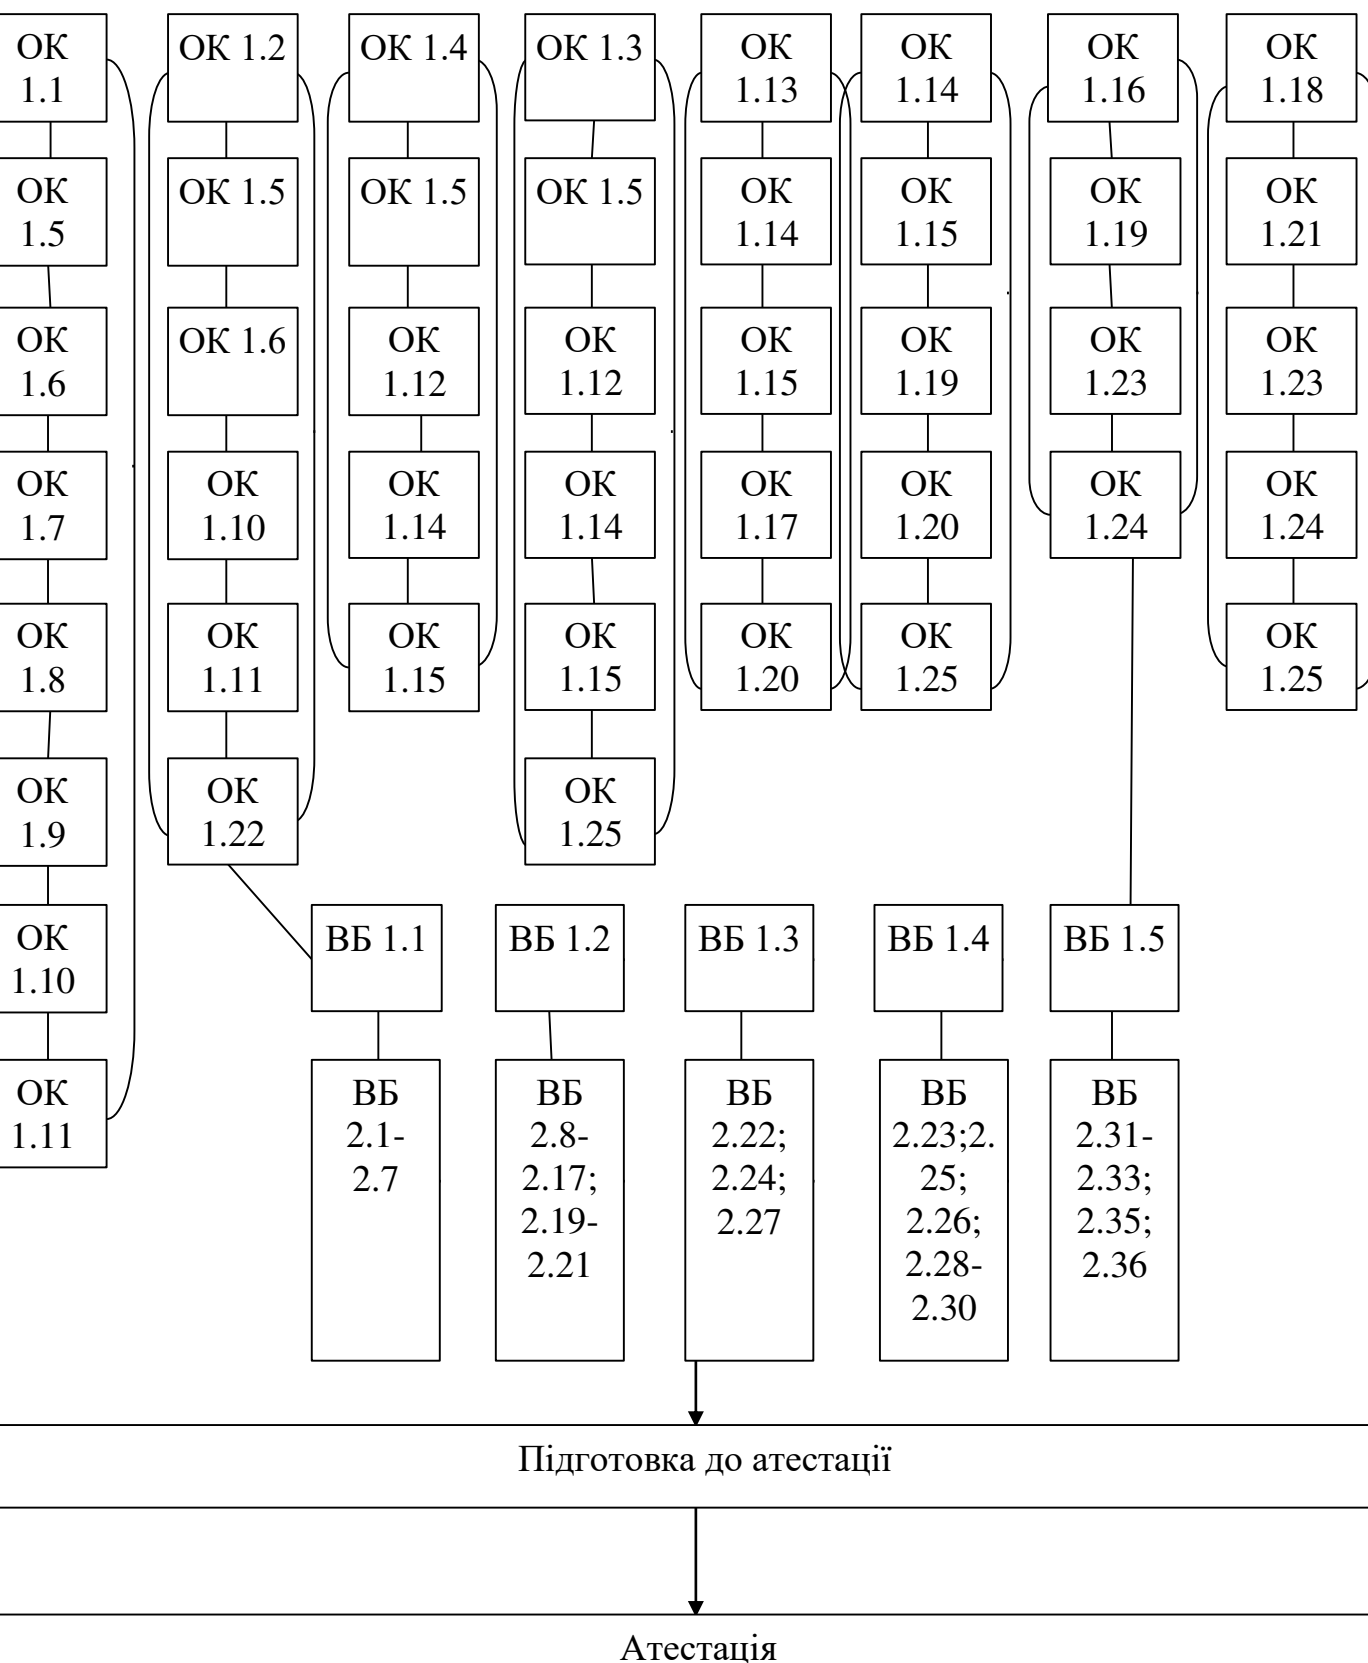 ОК
1.1
ОК
1.5
ОК
1.6
ОК
1.7
ОК
1.8
ОК
1.9
ОК
1.10
ОК
1.11
ОК 1.2
ОК 1.5
ОК 1.6
ОК
1.10
ОК
1.11
ОК
1.22
ОК 1.4
ОК 1.5
ОК
1.12
ОК
1.14
ОК
1.15
ОК 1.3
ОК 1.5
ОК
1.12
ОК
1.14
ОК
1.15
ОК
1.25
ОК
1.13
ОК
1.14
ОК
1.15
ОК
1.17
ОК
1.20
ОК
1.14
ОК
1.15
ОК
1.19
ОК
1.20
ОК
1.25
ОК
1.16
ОК
1.19
ОК
1.23
ОК
1.24
ОК
1.18
ОК
1.21
ОК
1.23
ОК
1.24
ОК
1.25
ВБ 1.1
ВБ
2.1-
2.7
ВБ 1.2
ВБ
2.8-
2.17;
2.19-
2.21
ВБ 1.3
ВБ
2.22;
2.24;
2.27
ВБ 1.4
ВБ
2.23;2.
25;
2.26;
2.28-
2.30
ВБ 1.5
ВБ
2.31-
2.33;
2.35;
2.36
Підготовка до атестації
Атестація